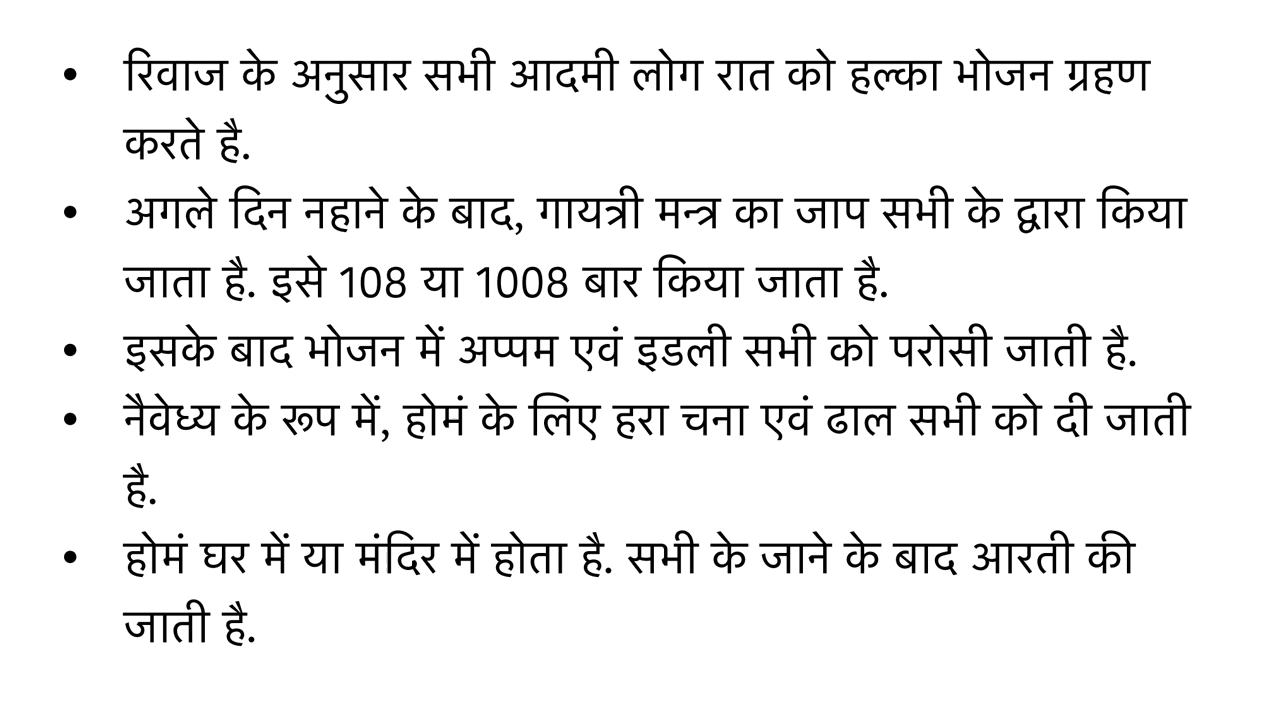 • रिवाज के अनुसार सभी आदमी लोग रात को हल्का भोजन ग्रहण
करते है.
• अगले दिन नहाने के बाद, गायत्री मन्त्र का जाप सभी के द्वारा किया
जाता है. इसे 108 या 1008 बार किया जाता है.
• इसके बाद भोजन में अप्पम एवं इडली सभी को परोसी जाती है.
• नैवेध्य के रूप में, होमं के लिए हरा चना एवं ढाल सभी को दी जाती
है.
• होमं घर में या मंदिर में होता है. सभी के जाने के बाद आरती की
जाती है.